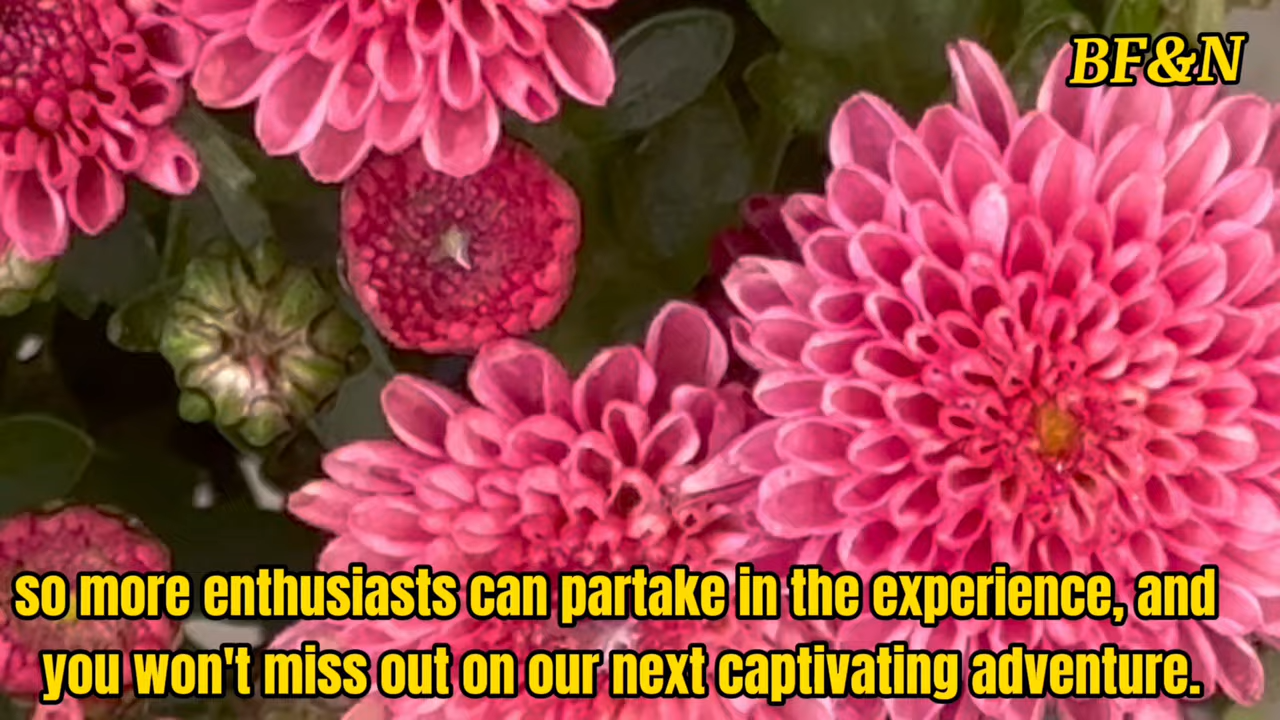 BF&N
so more enthusiasts can partake in the experience, and
you won't miss out on our next captivating adventure.